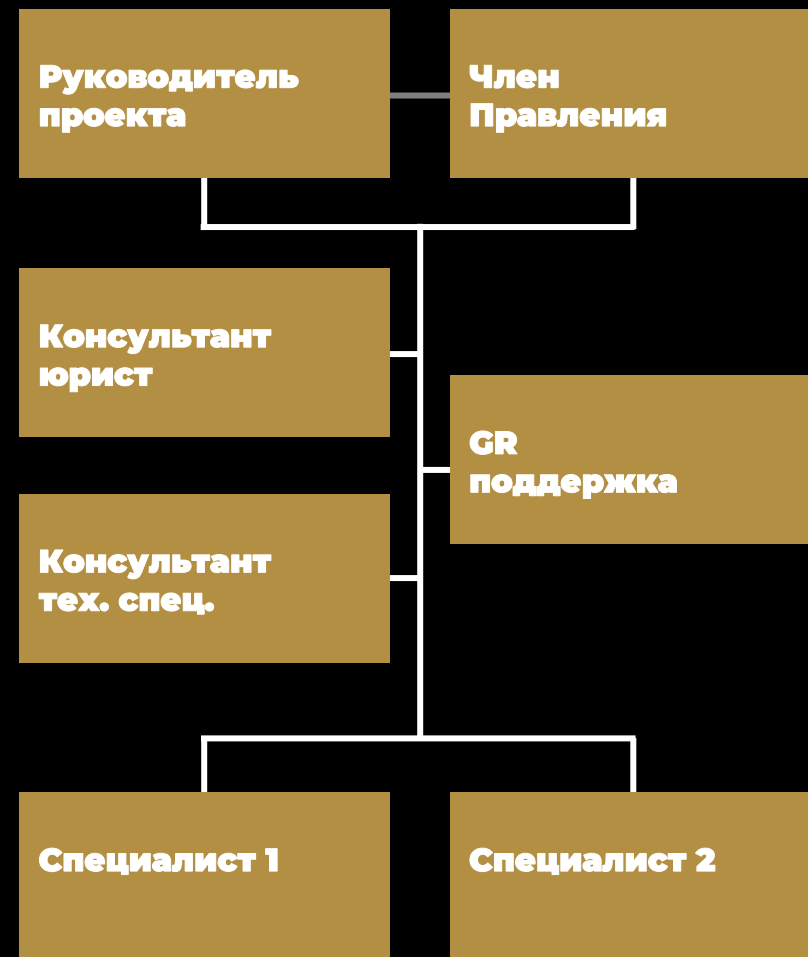 Руководитель
проекта
Член
Правления
Консультант
юрист
GR
поддержка
Консультант
тех. спец.
Специалист 1
Специалист 2